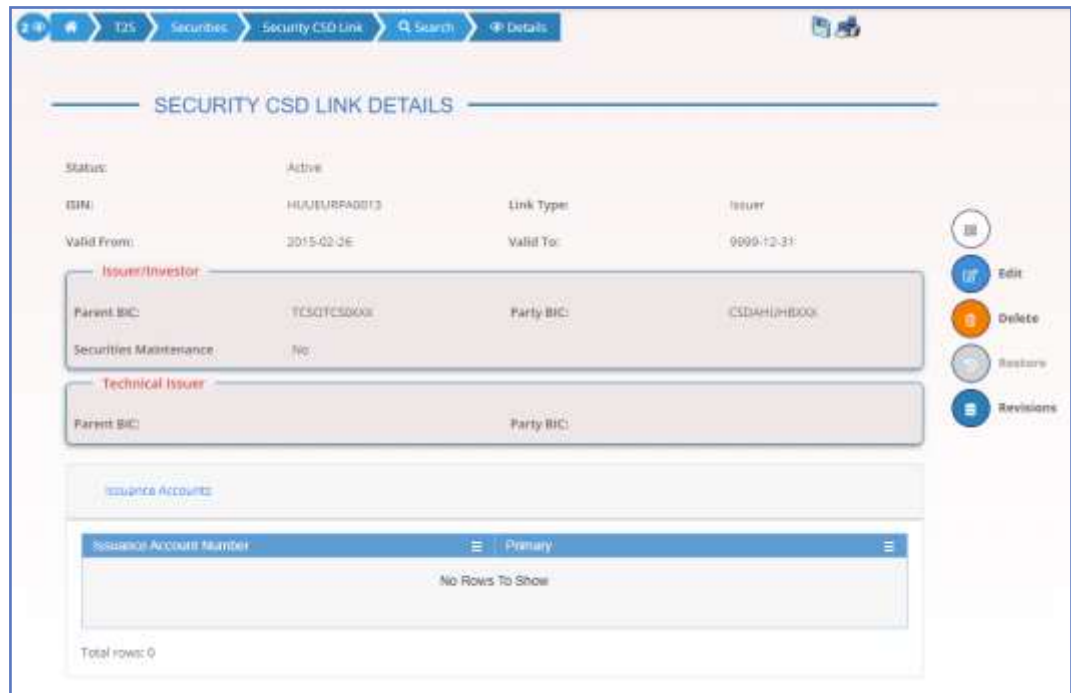 T2S Securities Security CSD Link Search Details
SECURITY CSD LINK DETAILS
Status: Active
ISIN: Link Type: Issuer
Valid From: 2015-02-26 Valid To: 9999-12-31
Issuer/Investor
Edit
Parent BIC: Party BIC:
Delete
Securities Maintenance No
Restore
Technical Issuer
Revisions
Parent BIC: Party BIC:
Issuance Accounts
Issuance Account Number Primary
No Rows To Show
Total rows: 0